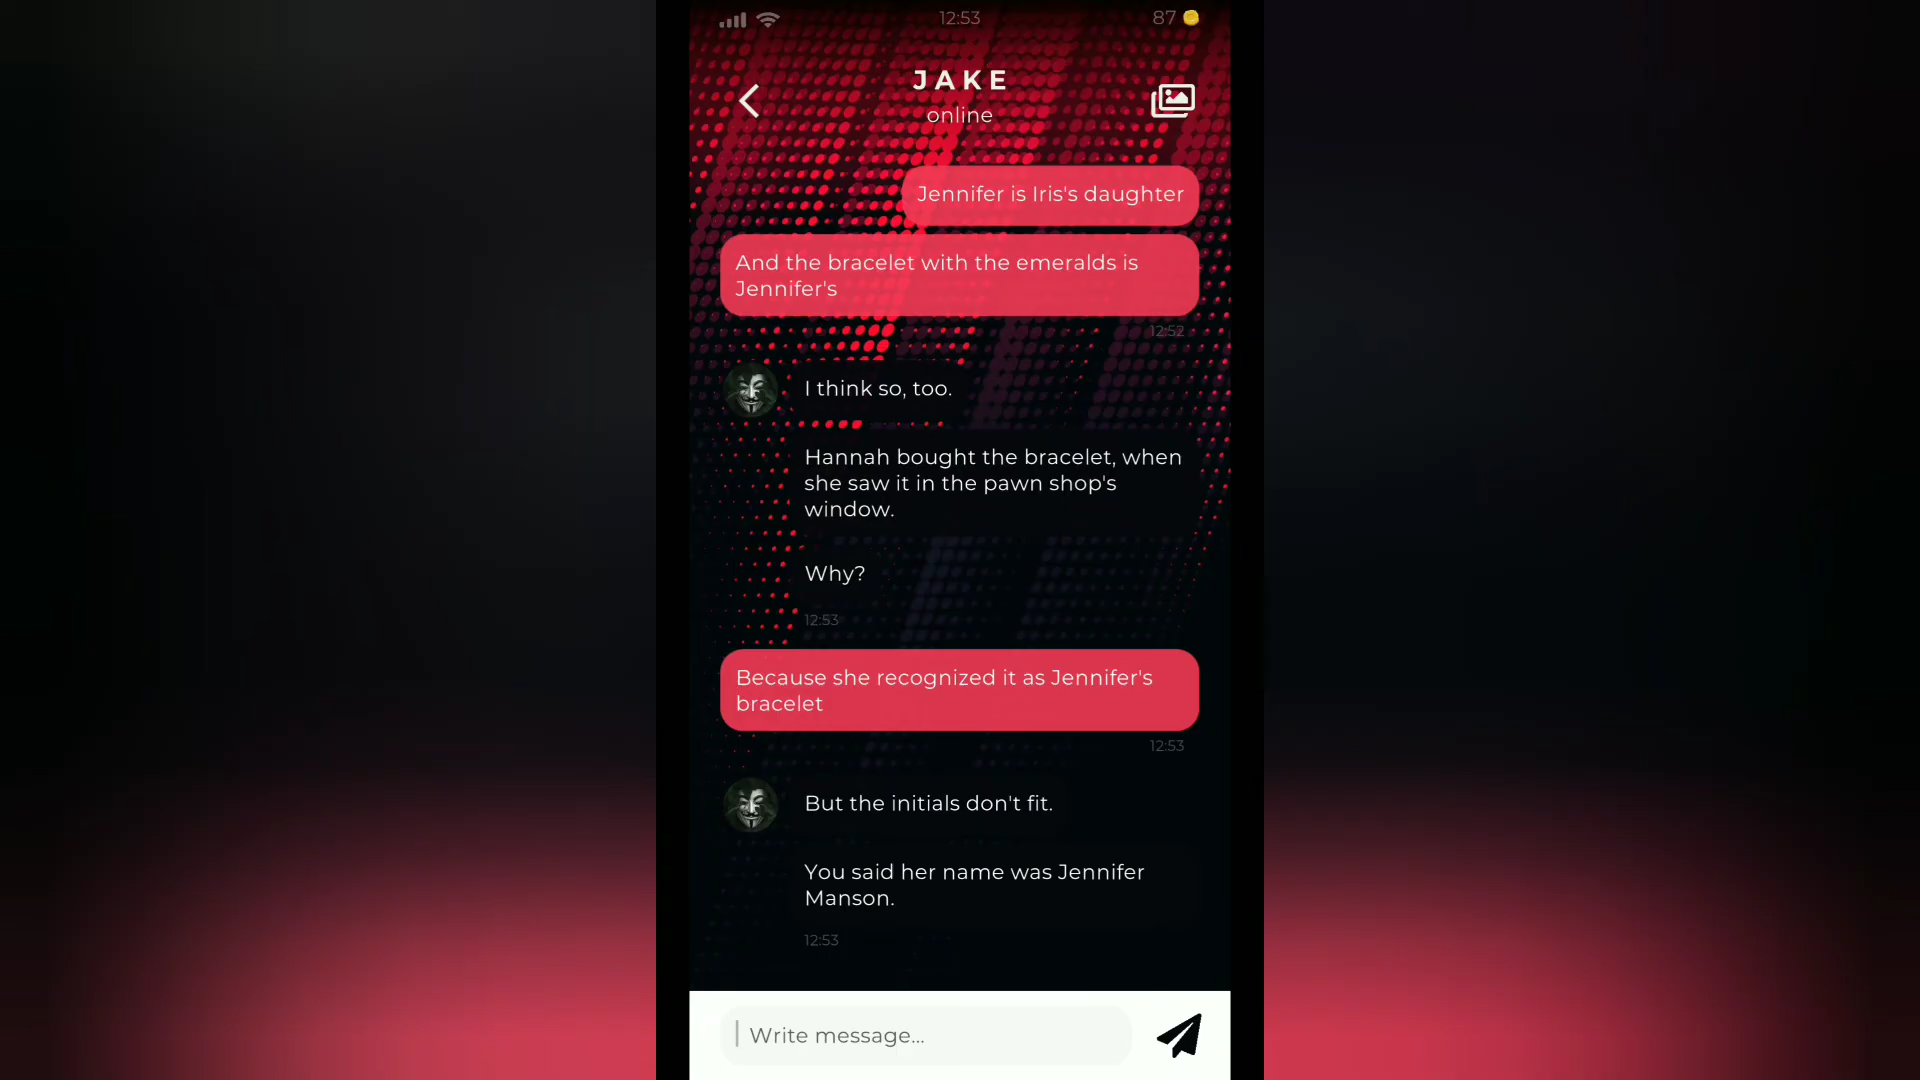 12:53
87
JAKE
online
Jennifer is Iris's daughter
And the bracelet with the emeralds is
Jennifer's
12:52
I think so, too.
Hannah bought the bracelet, when
she saw it in the pawn shop's
window.
Why?
12:53
Because she recognized it as Jennifer's
bracelet
12:53
But the initials don't fit.
You said her name was Jennifer
Manson.
12:53
Write message...